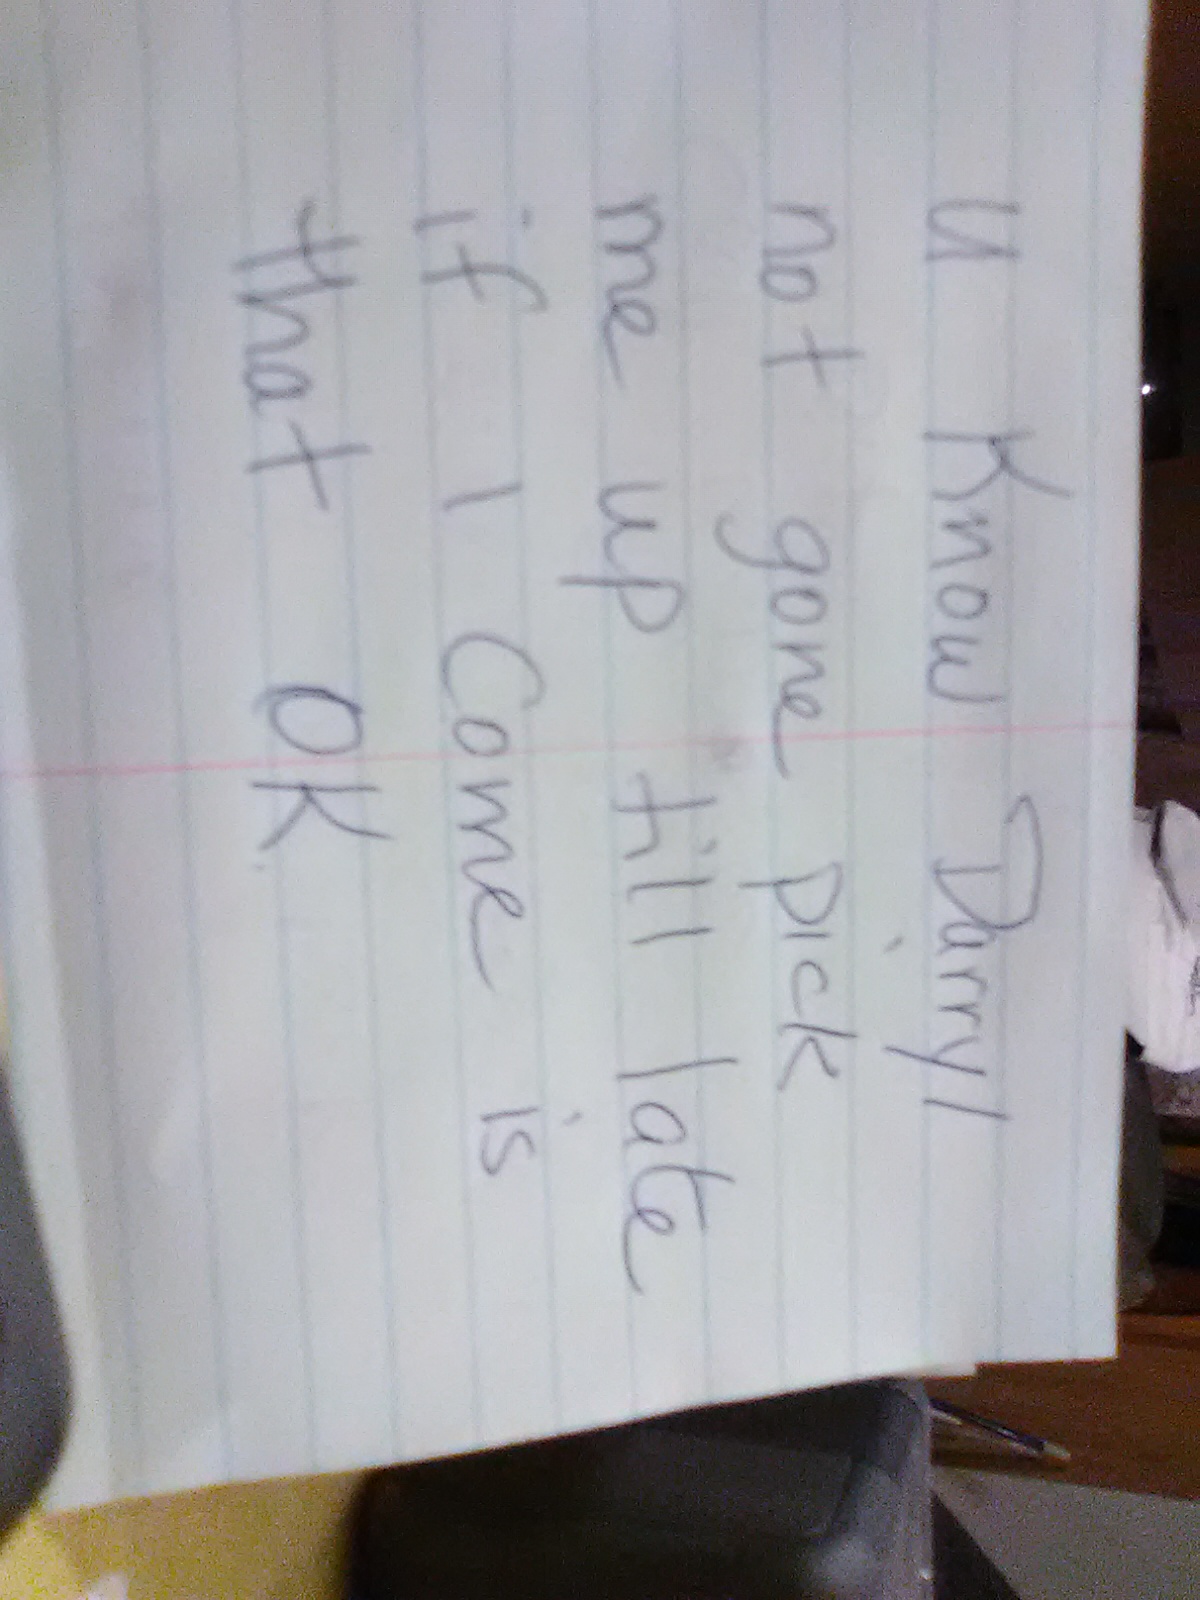 u Know Darryl
not gone pick
me up till late
if I Come is
that OK